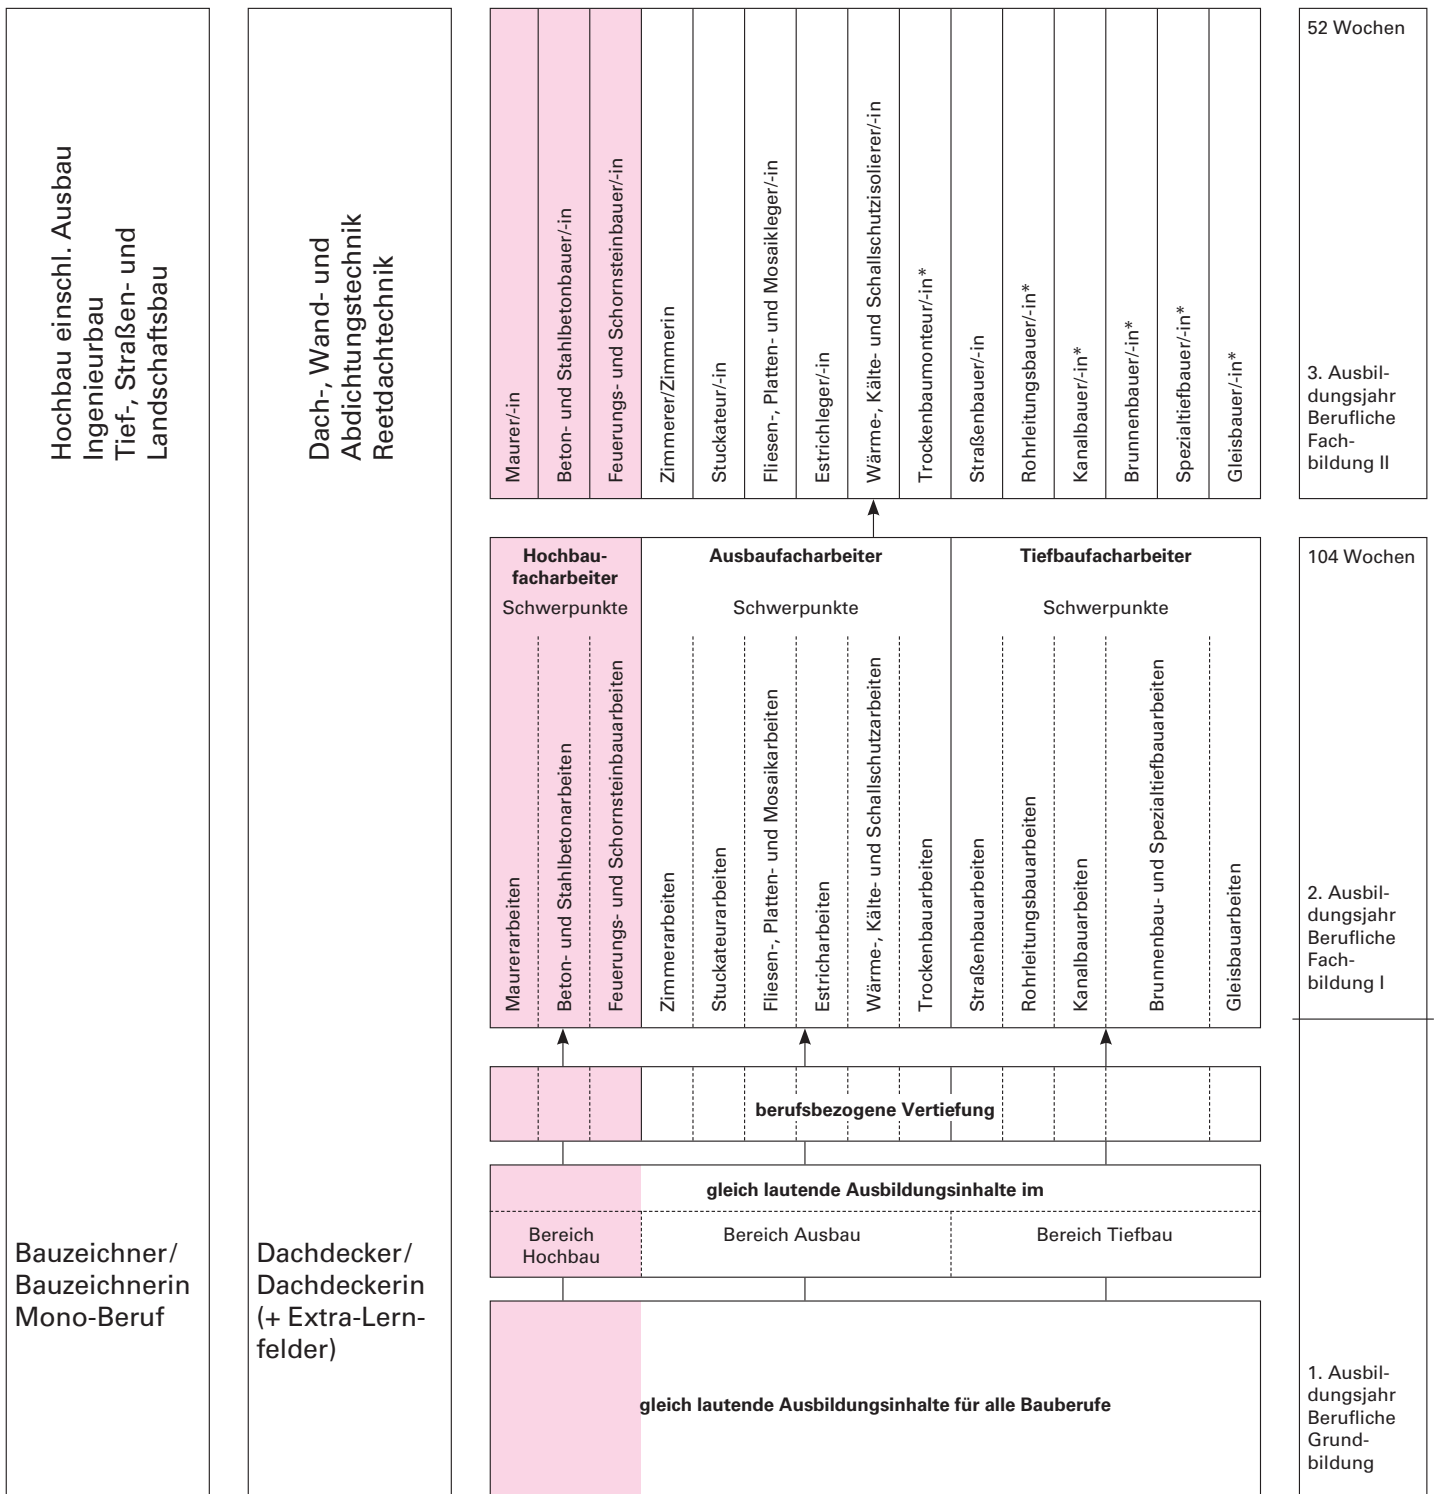 Hochbau einschl. Ausbau
Ingenieurbau
Tief-, Straßen- und
Landschaftsbau
Bauzeichner/
Bauzeichnerin
Mono-Beruf
Dach-, Wand- und
Abdichtungstechnik
Reetdachtechnik
Dachdecker/
Dachdeckerin
(+ Extra-Lern-
felder)
Maurer/-in
Beton- und Stahlbetonbauer/-in
Feuerungs- und Schornsteinbauer/-in
Zimmerer/Zimmerin
Stuckateur/-in
Fliesen-, Platten- und Mosaikleger/-in
Estrichleger/-in
Wärme-, Kälte- und Schallschutzisolierer/-in
Trockenbaumonteur/-in*
Straßenbauer/-in
Rohrleitungsbauer/-in*
Kanalbauer/-in*
Brunnenbauer/-in*
Spezialtiefbauer/-in*
Gleisbauer/-in*
52 Wochen
3. Ausbil-
dungsjahr
Berufliche
Fach-
bildung II
Hochbau-
facharbeiter
Schwerpunkte
Ausbaufacharbeiter
Schwerpunkte
Tiefbaufacharbeiter
Schwerpunkte
Maurerarbeiten
Beton- und Stahlbetonarbeiten
Feuerungs- und Schornsteinbauarbeiten
Zimmerarbeiten
Stuckateurarbeiten
Fliesen-, Platten- und Mosaikarbeiten
Estricharbeiten
Wärme-, Kälte- und Schallschutzarbeiten
Trockenbauarbeiten
Straßenbauarbeiten
Rohrleitungsbauarbeiten
Kanalbauarbeiten
Brunnenbau- und Spezialtiefbauarbeiten
Gleisbauarbeiten
104 Wochen
2. Ausbil-
dungsjahr
Berufliche
Fach-
bildung I
berufsbezogene Vertiefung
gleich lautende Ausbildungsinhalte im
Bereich
Hochbau
Bereich Ausbau
Bereich Tiefbau
gleich lautende Ausbildungsinhalte für alle Bauberufe
1. Ausbil-
dungsjahr
Berufliche
Grund-
bildung